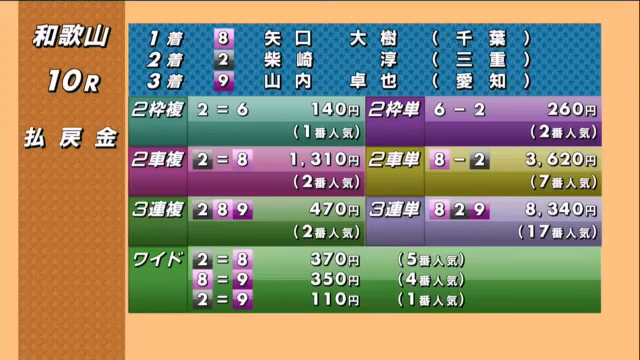 和歌山
10R
払戻金
1着 8 矢口 大樹 (千葉)
2着 2 柴崎 淳 (三重)
3着 9 山内 卓也 (愛知)
2枠複 2=6 140円
(1番人気)
2枠単 6-2 260円
(2番人気)
2車複 2=8 1,310円
(2番人気)
2車単 8-2 3,620円
(7番人気)
3連複 2 8 9 470円
(2番人気)
3連単 8 2 9 8,340円
(17番人気)
ワイド 2=8 370円 (5番人気)
8=9 350円 (4番人気)
2=9 110円 (1番人気)